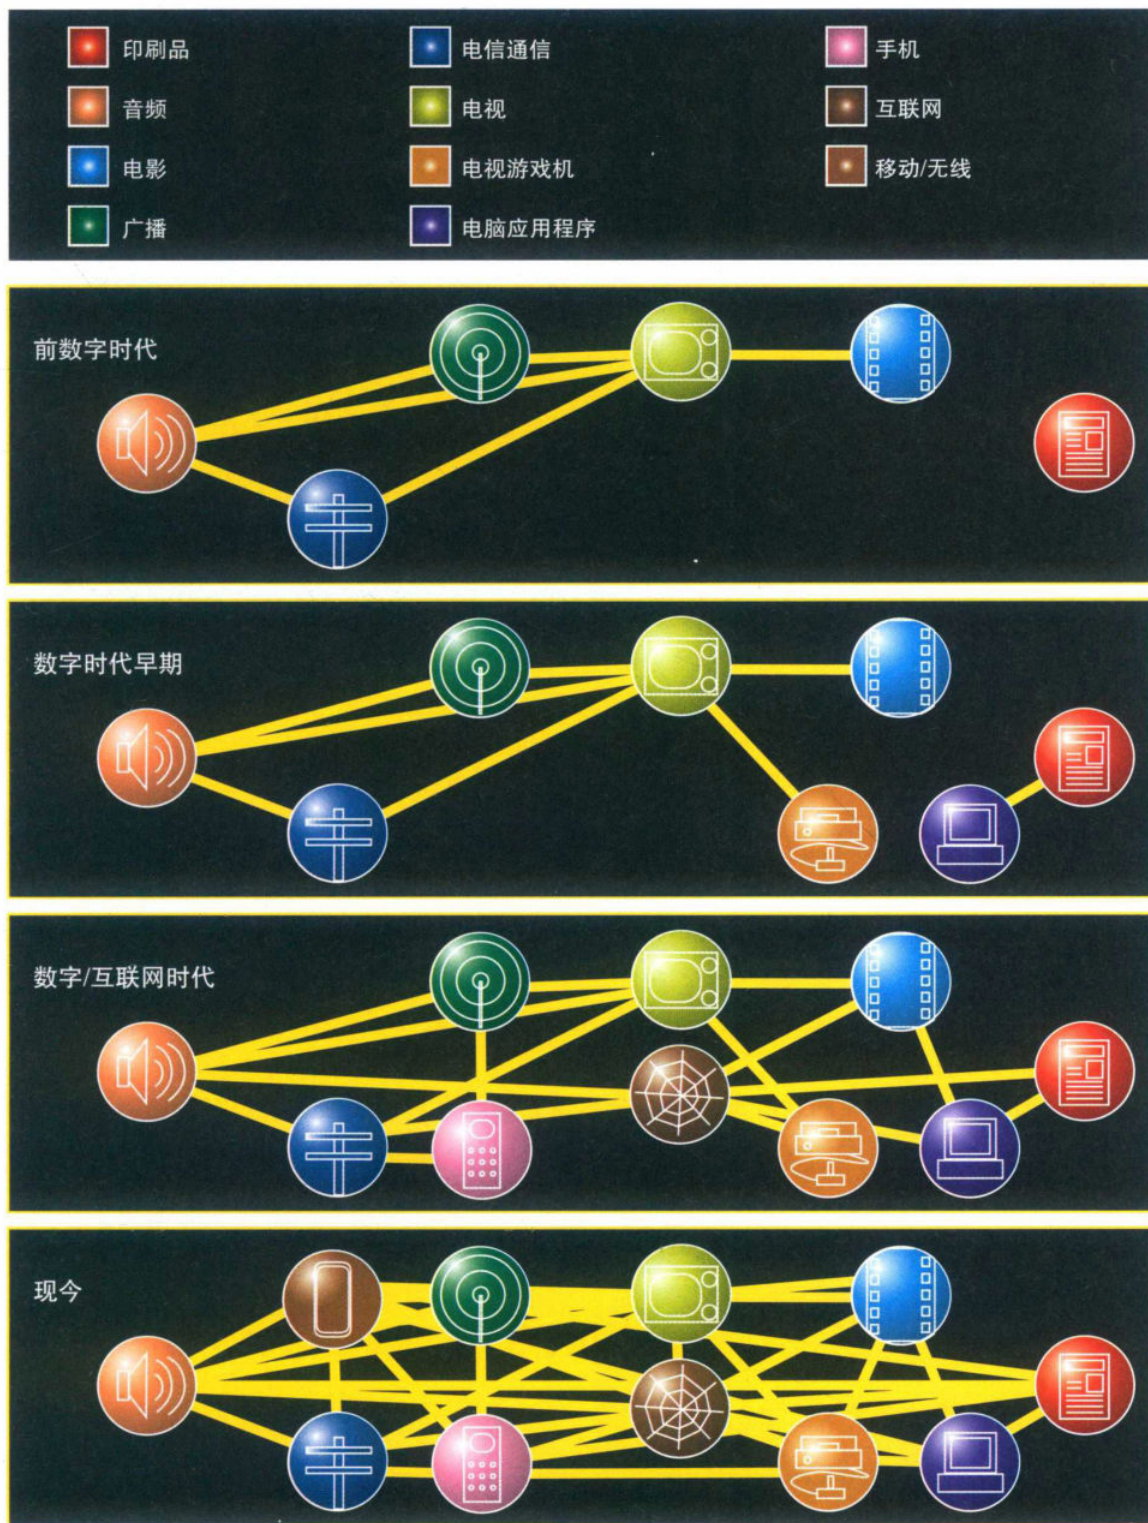 印刷品
电信通信
手机
音频
电视
互联网
电影
电视游戏机
移动/无线
广播
电脑应用程序
前数字时代
数字时代早期
数字/互联网时代
现今